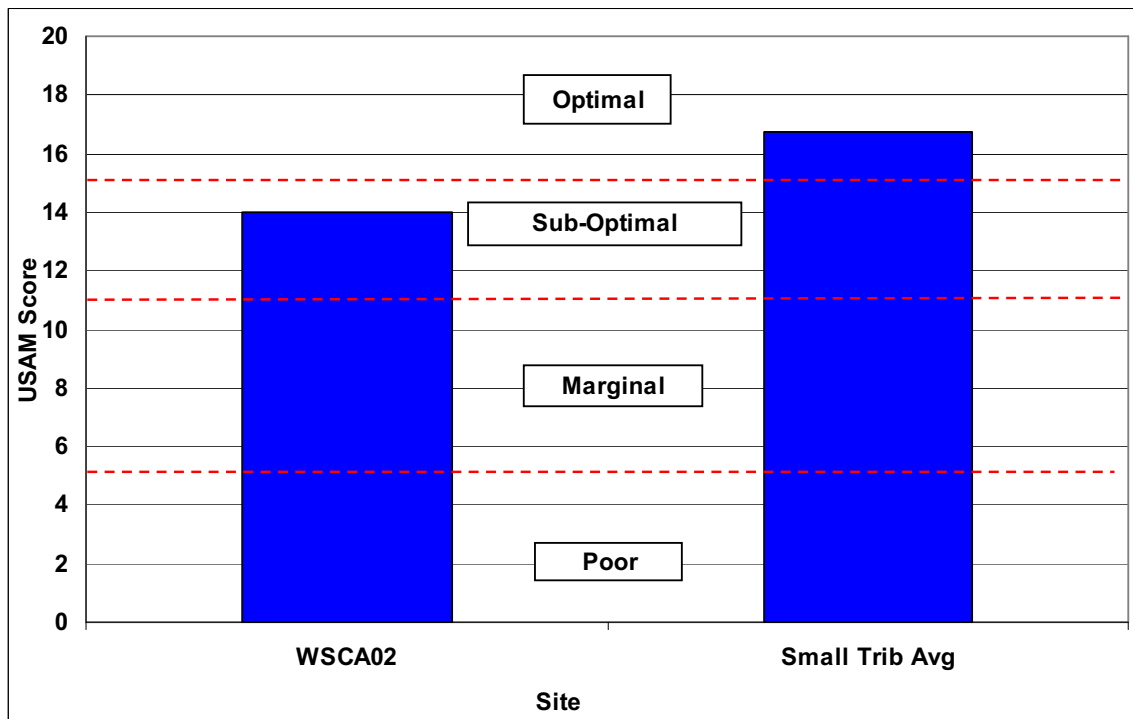 20
18
16
14
12
10
8
6
4
2
0
USAM Score
Optimal
Sub-Optimal
Marginal
Poor
WSCA02
Small Trib Avg
Site